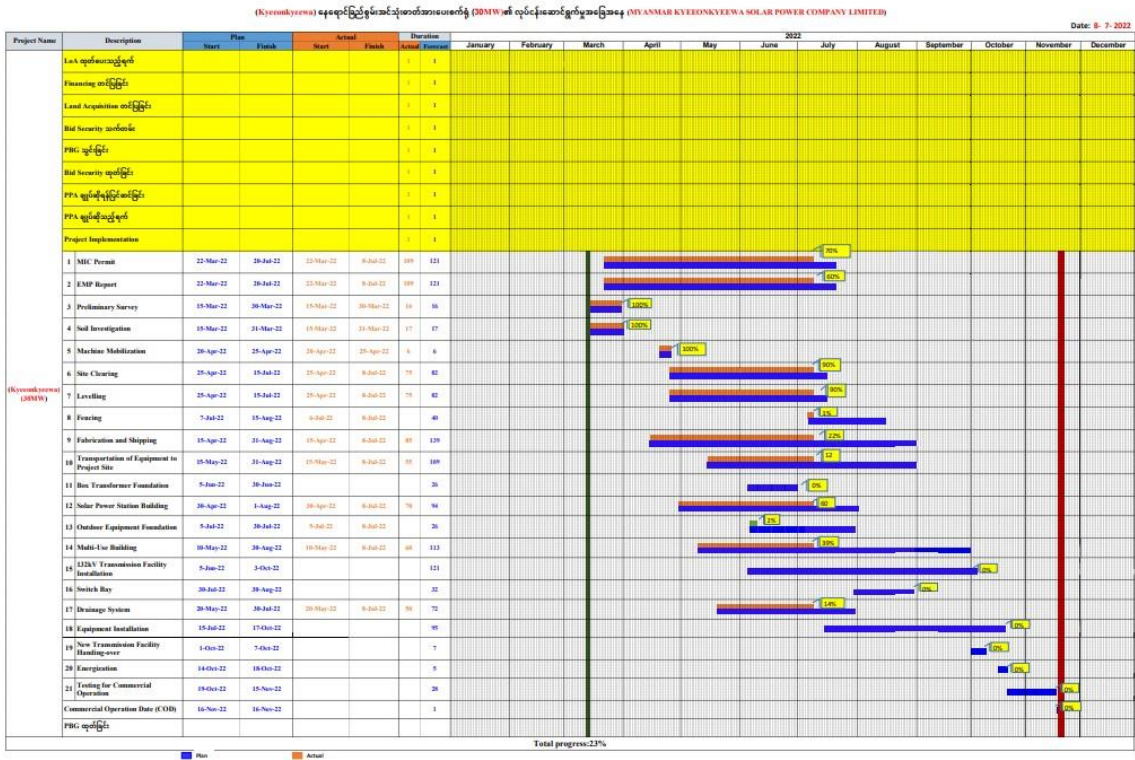 (Kyeeonkyeewa) နေရောင်ခြည်စွမ်းအင်သုံးဓာတ်အားပေးစက်ရုံ (30MW)၏ လုပ်ငန်းဆောင်ရွက်မှုအခြေအနေ (MYANMAR KYEEONKYEEWA SOLAR POWER COMPANY LIMITED)
Date: 8- 7- 2022
Project Name Description Plan Actual Duration 2022
Start Finish Start Finish Actual Forecast January February March April May June July August September October November December
LoA ထုတ်ပေးသည့်ရက် 1 1
Financing တင်ပြခြင်း 1 1
Land Acquisition တင်ပြခြင်း 1 1
Bid Security သက်တမ်း 1 1
PBG သွင်းခြင်း 1 1
Bid Security ထုတ်ခြင်း 1 1
PPA ချုပ်ဆိုရန်ပြင်ဆင်ခြင်း 1 1
PPA ချုပ်ဆိုသည့်ရက် 1 1
Project Implementation 1 1
(Kyeeonkyeewa)
(30MW)
1 MIC Permit 22-Mar-22 20-Jul-22 22-Mar-22 8-Jul-22 109 121 70%
2 EMP Report 22-Mar-22 20-Jul-22 22-Mar-22 8-Jul-22 109 121 60%
3 Preliminary Survey 15-Mar-22 30-Mar-22 15-Mar-22 30-Mar-22 16 16 100%
4 Soil Investigation 15-Mar-22 31-Mar-22 15-Mar-22 31-Mar-22 17 17 100%
5 Machine Mobilization 20-Apr-22 25-Apr-22 20-Apr-22 25-Apr-22 6 6 100%
6 Site Clearing 25-Apr-22 15-Jul-22 25-Apr-22 8-Jul-22 75 82 90%
7 Levelling 25-Apr-22 15-Jul-22 25-Apr-22 8-Jul-22 75 82 90%
8 Fencing 7-Jul-22 15-Aug-22 6-Jul-22 8-Jul-22 40 1%
9 Fabrication and Shipping 15-Apr-22 31-Aug-22 15-Apr-22 8-Jul-22 85 139 22%
10 Transportation of Equipment to
Project Site 15-May-22 31-Aug-22 15-May-22 8-Jul-22 55 109 12
11 Box Transformer Foundation 5-Jun-22 30-Jun-22 26 0%
12 Solar Power Station Building 30-Apr-22 1-Aug-22 30-Apr-22 8-Jul-22 70 94 60
13 Outdoor Equipment Foundation 5-Jul-22 30-Jul-22 5-Jul-22 8-Jul-22 26 2%
14 Multi-Use Building 10-May-22 30-Aug-22 10-May-22 8-Jul-22 60 113 39%
15 132kV Transmission Facility
Installation 5-Jun-22 3-Oct-22 121 0%
16 Switch Bay 30-Jul-22 30-Aug-22 32 0%
17 Drainage System 20-May-22 30-Jul-22 20-May-22 8-Jul-22 50 72 14%
18 Equipment Installation 15-Jul-22 17-Oct-22 95 0%
19 New Transmission Facility
Handing-over 1-Oct-22 7-Oct-22 7 0%
20 Energization 14-Oct-22 18-Oct-22 5 0%
21 Testing for Commercial
Operation 19-Oct-22 15-Nov-22 28 0%
Commercial Operation Date (COD) 16-Nov-22 16-Nov-22 1 0%
PBG ထုတ်ခြင်း
Total progress:23%
Plan Actual